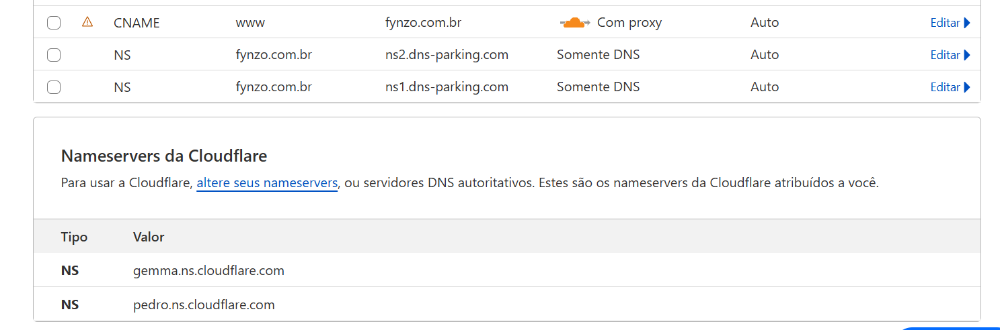 CNAME www fynzo.com.br Com proxy Auto Editar
NS fynzo.com.br ns2.dns-parking.com Somente DNS Auto Editar
NS fynzo.com.br ns1.dns-parking.com Somente DNS Auto Editar
Nameservers da Cloudflare
Para usar a Cloudflare, altere seus nameservers, ou servidores DNS autoritativos. Estes são os nameservers da Cloudflare atribuídos a você.
Tipo Valor
NS gemma.ns.cloudflare.com
NS pedro.ns.cloudflare.com